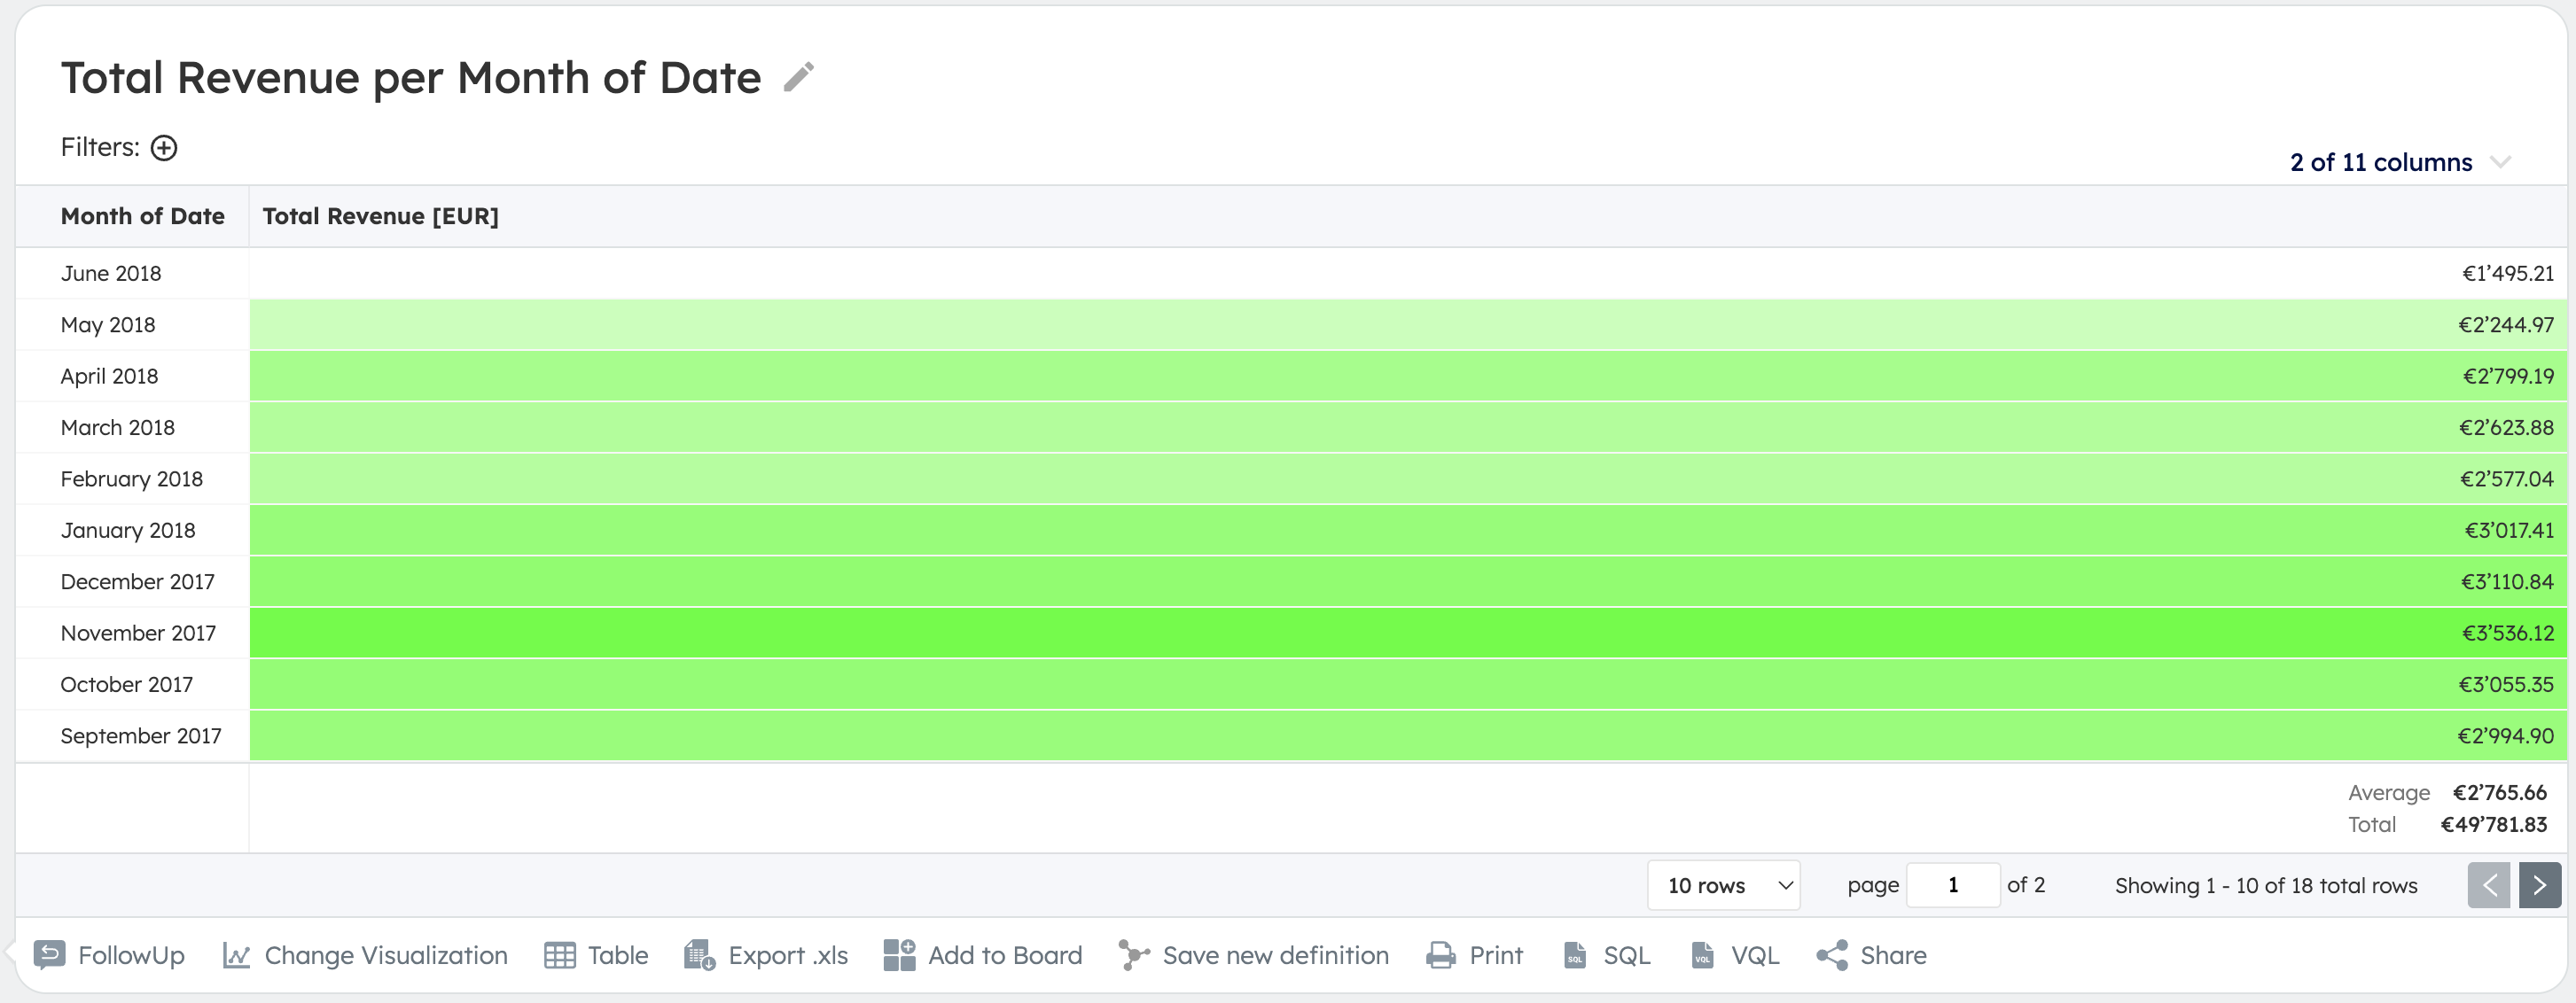 Total Revenue per Month of Date
Filters:
2 of 11 columns
Month of Date Total Revenue [EUR]
June 2018 €1’495.21
May 2018 €2’244.97
April 2018 €2’799.19
March 2018 €2’623.88
February 2018 €2’577.04
January 2018 €3’017.41
December 2017 €3’110.84
November 2017 €3’536.12
October 2017 €3’055.35
September 2017 €2’994.90
Average €2’765.66
Total €49’781.83
10 rows page 1 of 2 Showing 1 - 10 of 18 total rows
FollowUp Change Visualization Table Export .xls Add to Board Save new definition Print SQL SQL VQL VQL Share